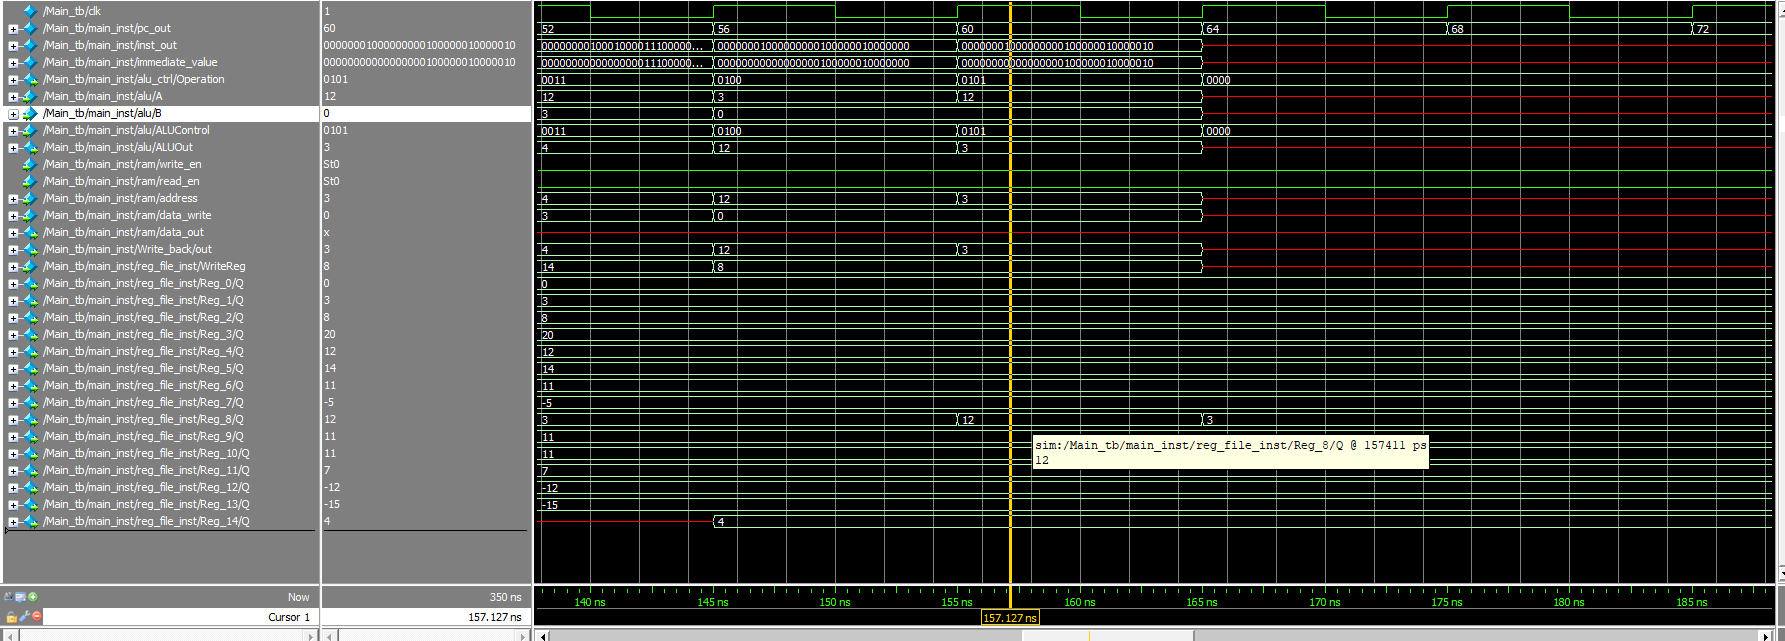 /Main_tb/clk 1
/Main_tb/main_inst/pc_out 60 52 56 60 64 68 72
/Main_tb/main_inst/inst_out 00000001000000000100000010000010 000000001000100001110 0000... 00000001000000000100000010000000 00000001000000000100000010000010
/Main_tb/main_inst/immediate_value 00000000000000000100000010000010 00000000000000000 11100000... 00000000000000000100000010000000 00000000000000000100000010000010
/Main_tb/main_inst/alu_ctrl/Operation 0101 0011 0100 0101 0000
/Main_tb/main_inst/alu/A 12 12 3 12
/Main_tb/main_inst/alu/B 0 3 0
/Main_tb/main_inst/alu/ALUControl 0101 0011 0100 0101 0000
/Main_tb/main_inst/alu/ALUOut 3 4 12 3
/Main_tb/main_inst/ram/write_en St0
/Main_tb/main_inst/ram/read_en St0
/Main_tb/main_inst/ram/address 3 4 12 3
/Main_tb/main_inst/ram/data_write 0 3 0
/Main_tb/main_inst/ram/data_out x
/Main_tb/main_inst/Write_back/out 3 4 12 3
/Main_tb/main_inst/reg_file_inst/WriteReg 8 14 8
/Main_tb/main_inst/reg_file_inst/Reg_0/Q 0 0
/Main_tb/main_inst/reg_file_inst/Reg_1/Q 3 3
/Main_tb/main_inst/reg_file_inst/Reg_2/Q 8 8
/Main_tb/main_inst/reg_file_inst/Reg_3/Q 20 20
/Main_tb/main_inst/reg_file_inst/Reg_4/Q 12 12
/Main_tb/main_inst/reg_file_inst/Reg_5/Q 14 14
/Main_tb/main_inst/reg_file_inst/Reg_6/Q 11 11
/Main_tb/main_inst/reg_file_inst/Reg_7/Q -5 -5
/Main_tb/main_inst/reg_file_inst/Reg_8/Q 12 3 12 3
/Main_tb/main_inst/reg_file_inst/Reg_9/Q 11 11
sim:/Main_tb/main_inst/reg_file_inst/Reg_8/Q @ 157411 ps
12
/Main_tb/main_inst/reg_file_inst/Reg_10/Q 11 11
/Main_tb/main_inst/reg_file_inst/Reg_11/Q 7 7
/Main_tb/main_inst/reg_file_inst/Reg_12/Q -12 -12
/Main_tb/main_inst/reg_file_inst/Reg_13/Q -15 -15
/Main_tb/main_inst/reg_file_inst/Reg_14/Q 4 4
Now 350 ns 140 ns 145 ns 150 ns 155 ns 160 ns 165 ns 170 ns 175 ns 180 ns 185 ns
Cursor 1 157.127 ns 157.127 ns